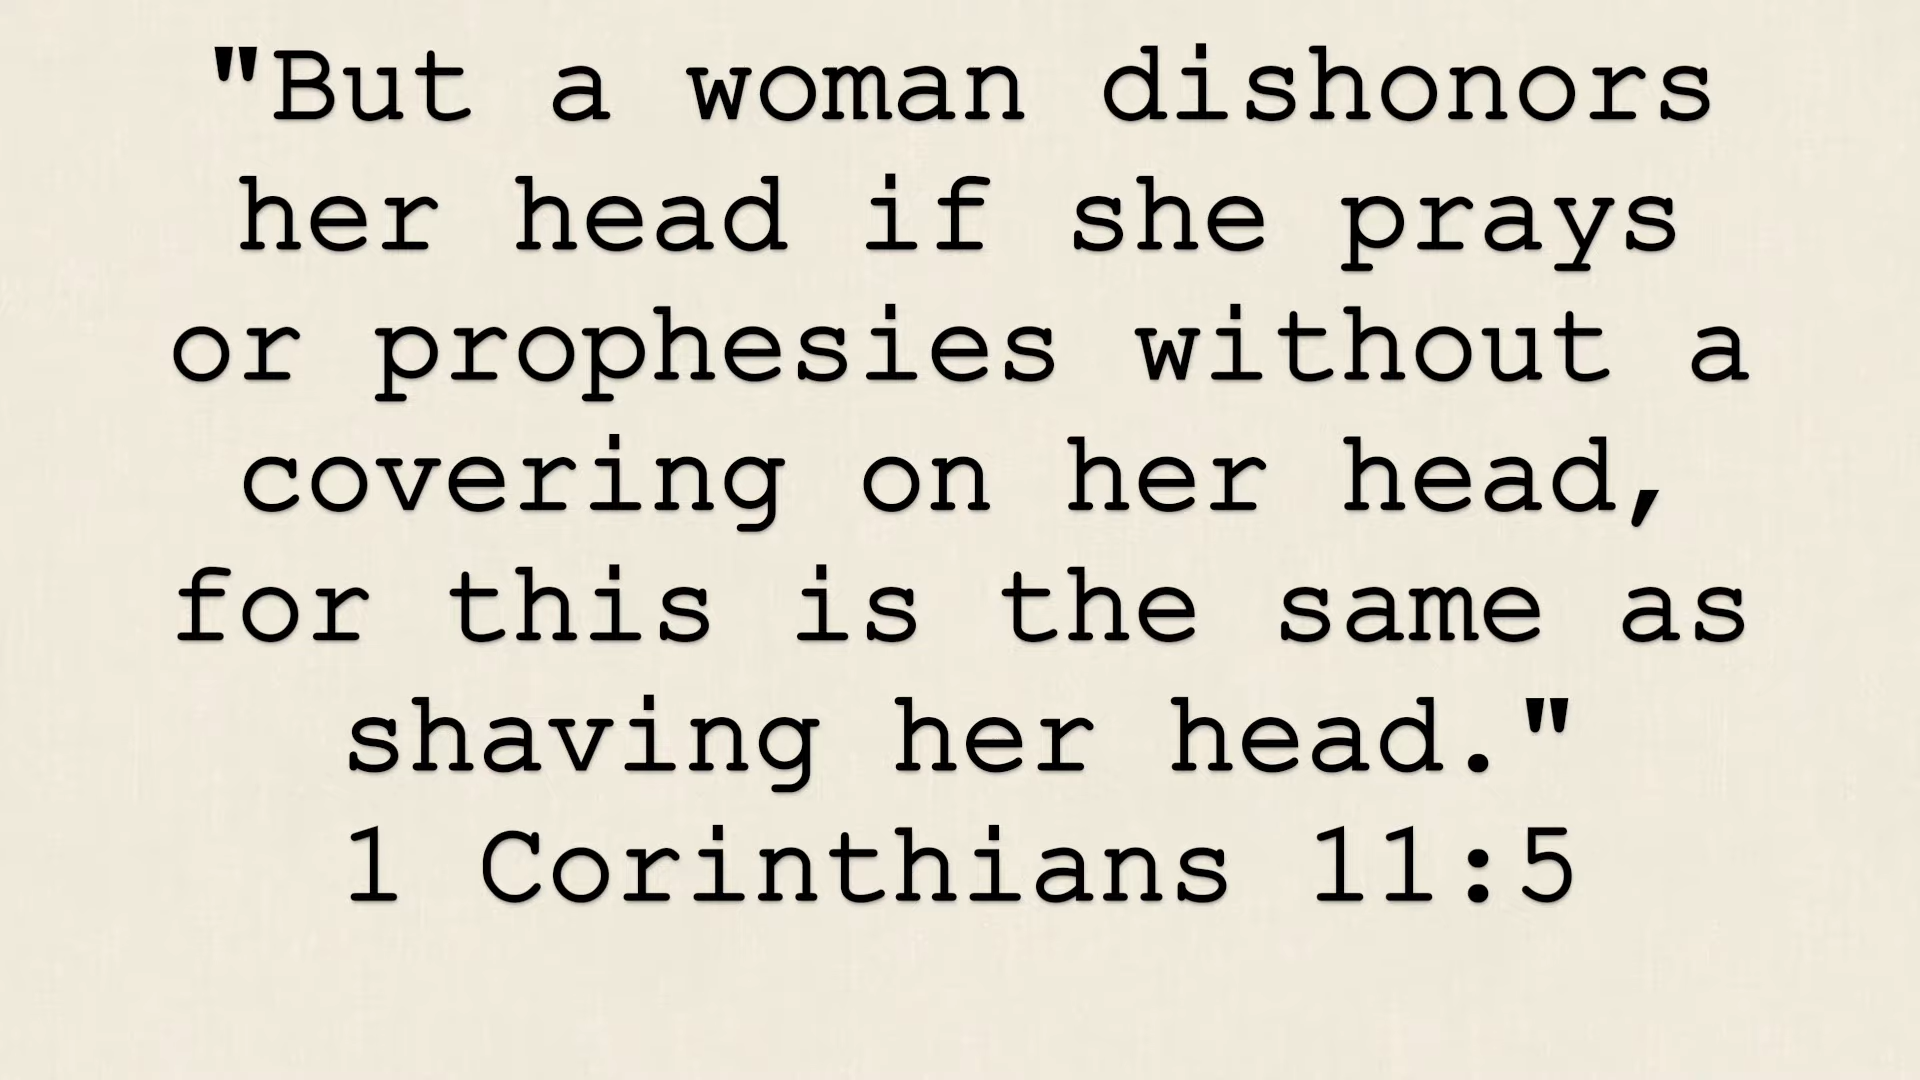 "But a woman dishonors
her head if she prays
or prophesies without a
covering on her head,
for this is the same as
shaving her head."
1 Corinthians 11:5